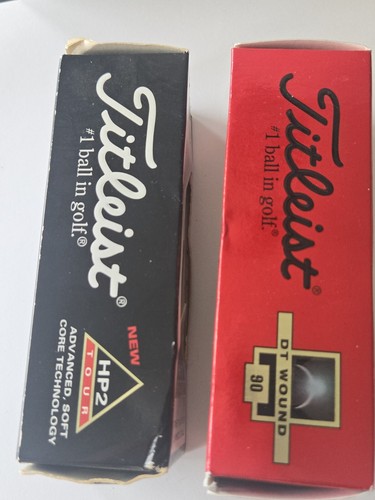 Titleist®
#1 ball in golf.®
NEW
HP2
TOUR
ADVANCED, SOFT
CORE TECHNOLOGY
Titleist®
#1 ball in golf.®
DT WOUND
90